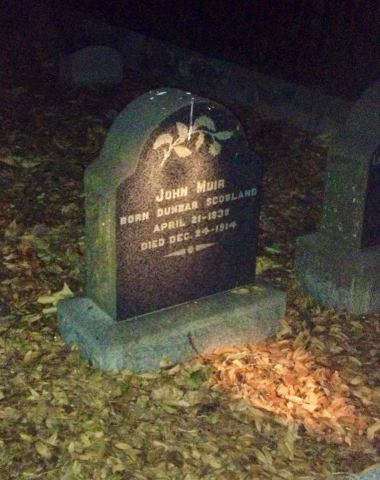 JOHN MUIR
BORN DUNBAR SCOTLAND
APRIL 21-1838
DIED DEC. 24-1914